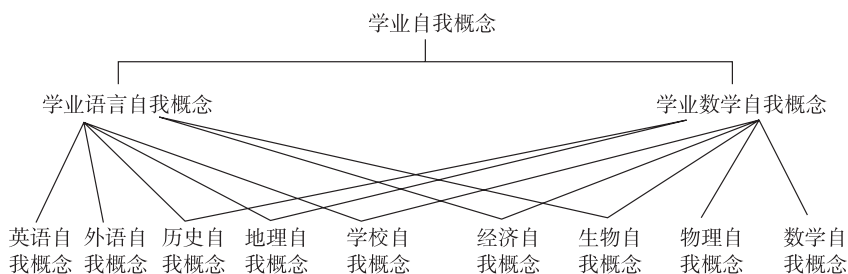 学业自我概念
学业语言自我概念 学业数学自我概念
英语自 外语自 历史自 地理自 学校自 经济自 生物自 物理自 数学自
我概念 我概念 我概念 我概念 我概念 我概念 我概念 我概念 我概念